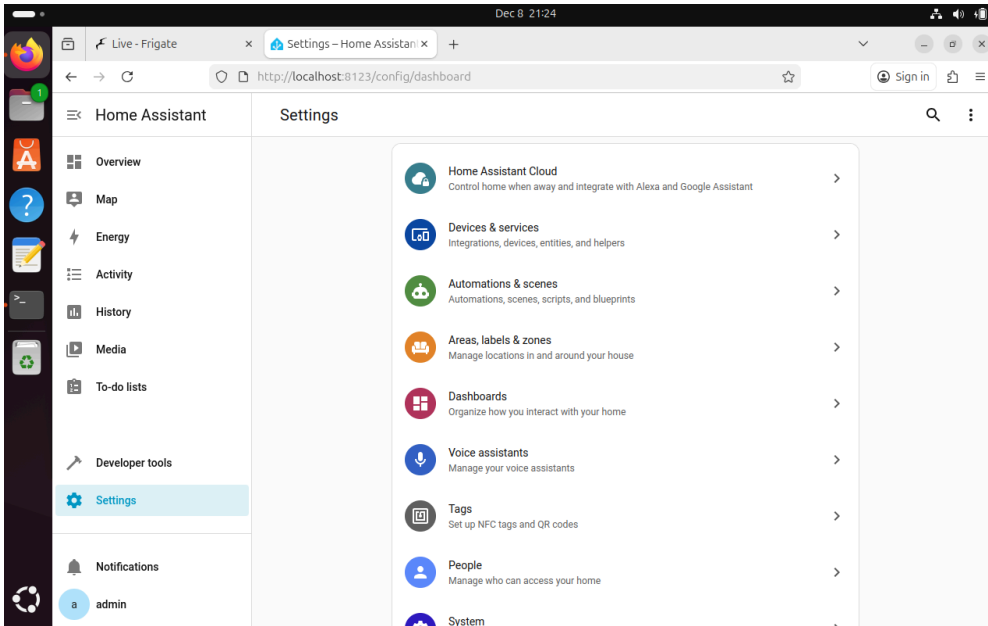 Dec 8 21:24
Live - Frigate
Settings – Home Assistant
http://localhost:8123/config/dashboard
Sign in
1
Home Assistant
Settings
Overview
Map
Energy
Activity
History
Media
To-do lists
Developer tools
Settings
Notifications
a
admin
Home Assistant Cloud
Control home when away and integrate with Alexa and Google Assistant
Devices & services
Integrations, devices, entities, and helpers
Automations & scenes
Automations, scenes, scripts, and blueprints
Areas, labels & zones
Manage locations in and around your house
Dashboards
Organize how you interact with your home
Voice assistants
Manage your voice assistants
Tags
Set up NFC tags and QR codes
People
Manage who can access your home
System